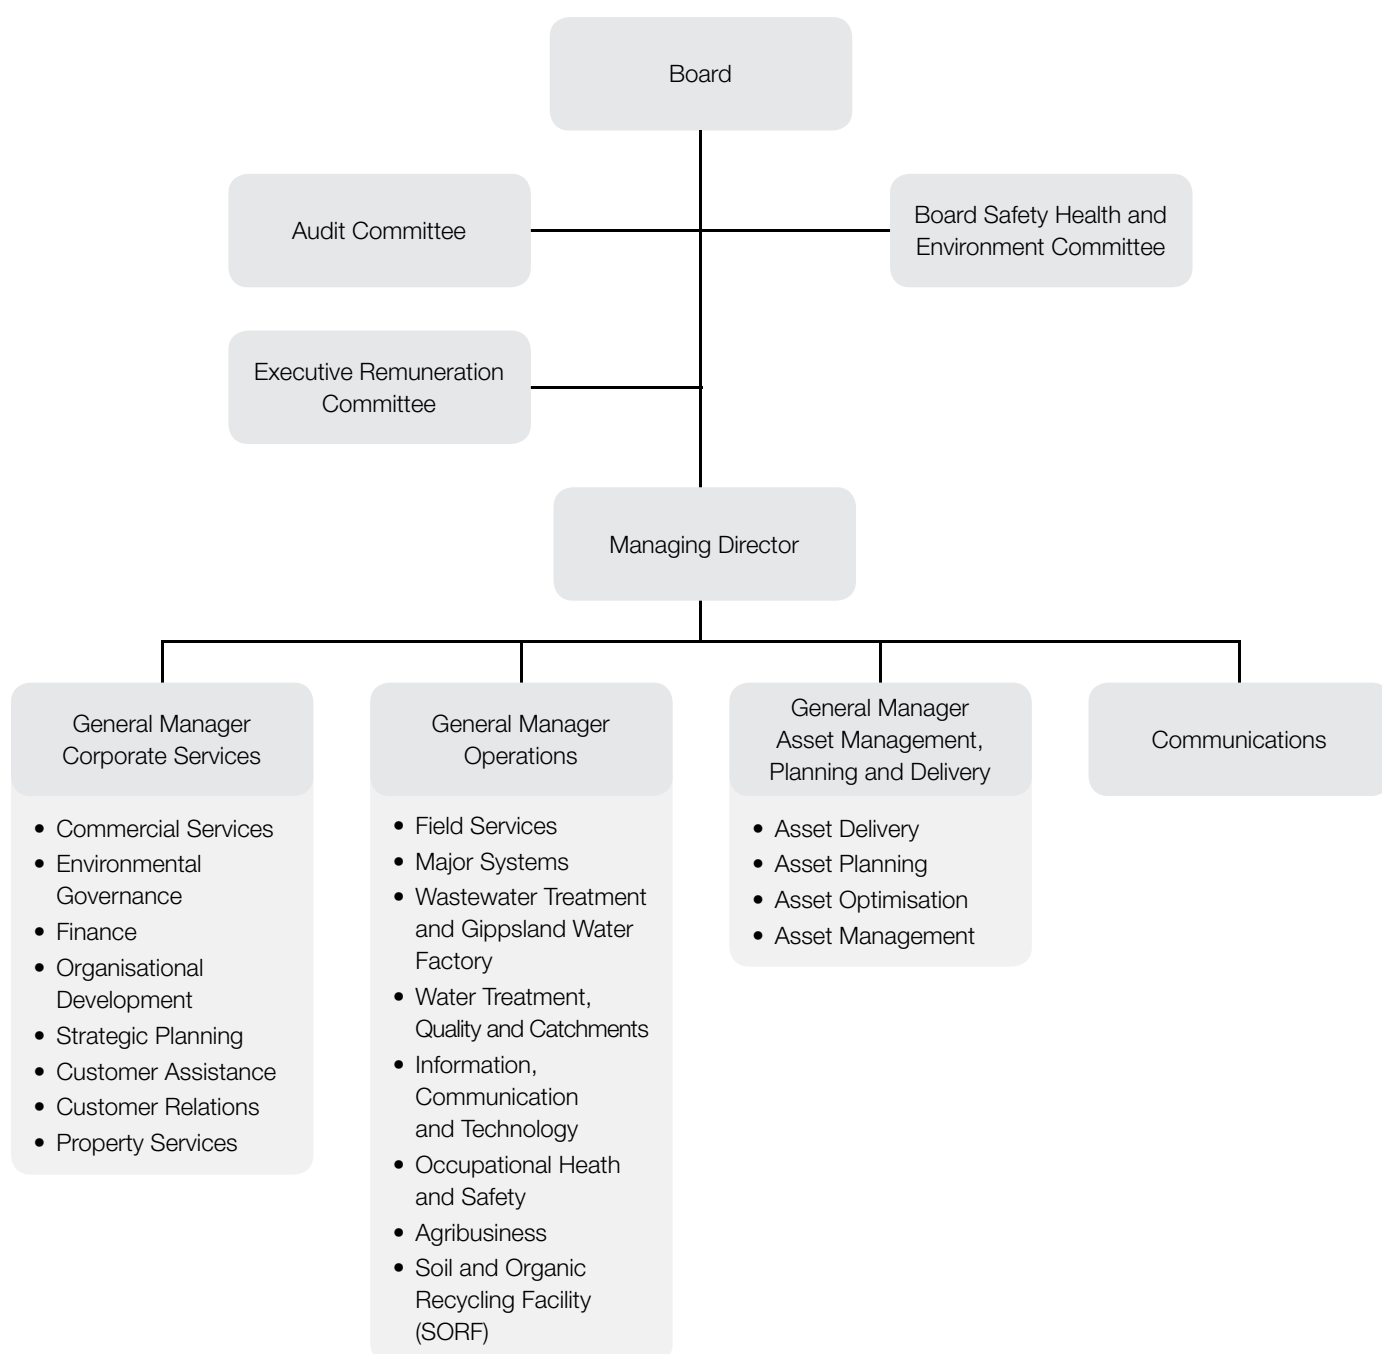 Board
Audit Committee
Board Safety Health and
Environment Committee
Executive Remuneration
Committee
Managing Director
General Manager
Corporate Services
• Commercial Services
• Environmental
Governance
• Finance
• Organisational
Development
• Strategic Planning
• Customer Assistance
• Customer Relations
• Property Services
General Manager
Operations
• Field Services
• Major Systems
• Wastewater Treatment
and Gippsland Water
Factory
• Water Treatment,
Quality and Catchments
• Information,
Communication
and Technology
• Occupational Heath
and Safety
• Agribusiness
• Soil and Organic
Recycling Facility
(SORF)
General Manager
Asset Management,
Planning and Delivery
• Asset Delivery
• Asset Planning
• Asset Optimisation
• Asset Management
Communications